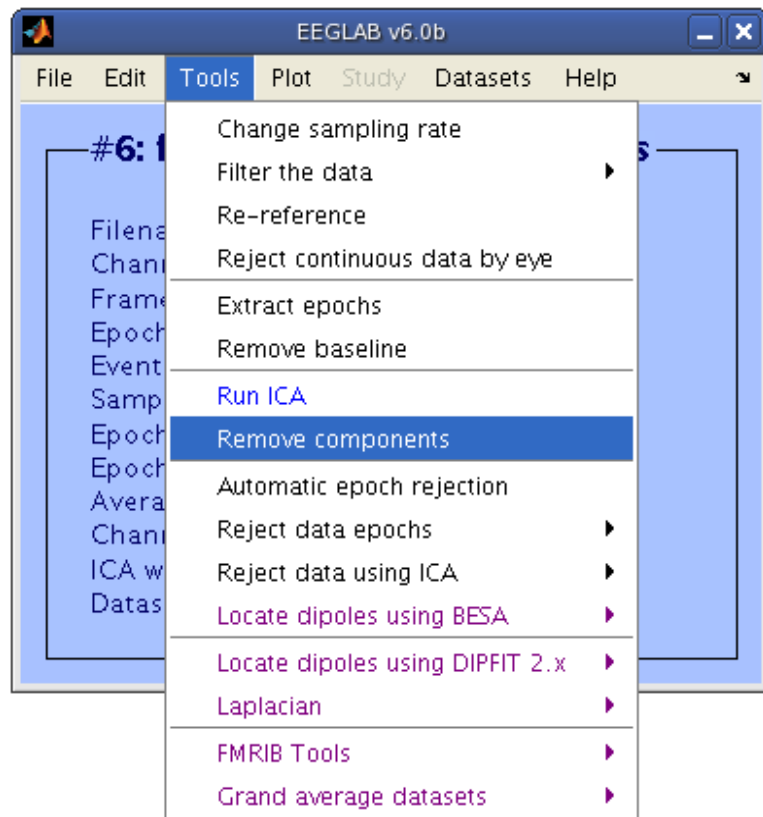 EEGLAB v6.0b
File Edit Tools Plot Study Datasets Help
#6:
Change sampling rate
Filter the data
Re-reference
Reject continuous data by eye
Extract epochs
Remove baseline
Run ICA
Remove components
Automatic epoch rejection
Reject data epochs
Reject data using ICA
Locate dipoles using BESA
Locate dipoles using DIPFIT 2.x
Laplacian
FMRIB Tools
Grand average datasets
Filena
Chann
Frame
Epoch
Event
Samp
Epoch
Epoch
Avera
Chann
ICA w
Datas